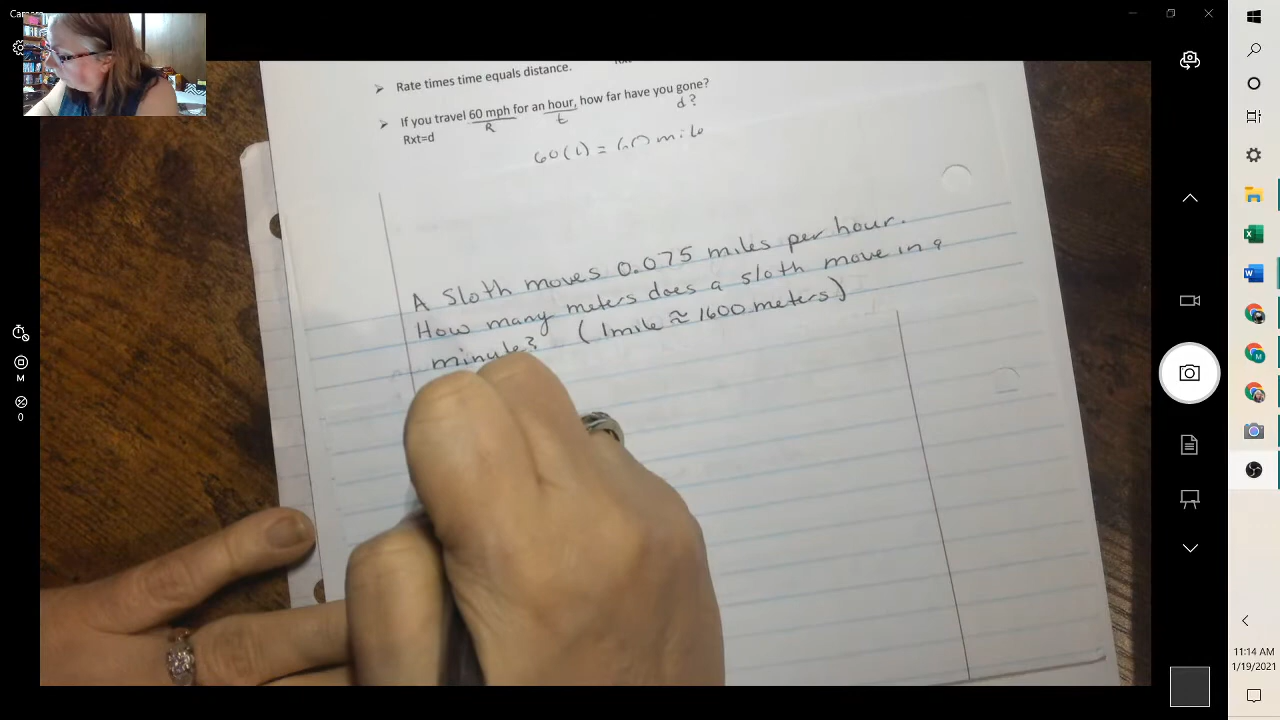 Rate times time equals distance.
If you travel 60 mph for an hour, how far have you gone?
R t d?
Rxt=d
60(1) = 60 mile
A Sloth moves 0.075 miles per hour.
How many meters does a sloth move in a
minute? (1mile ≈ 1600 meters)
M
0
11:14 AM
1/19/2021